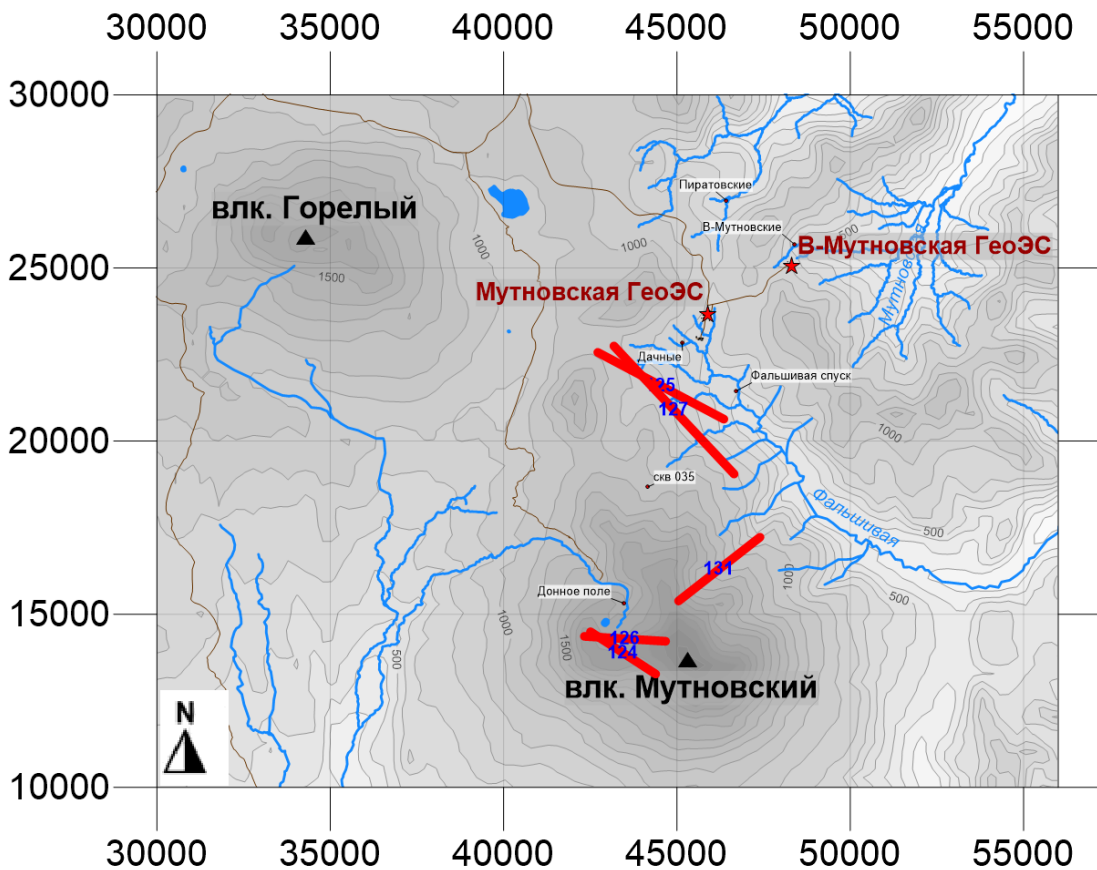 30000 35000 40000 45000 50000 55000
30000
Пиратовские
влк. Горелый
В-Мутновские
500
1000
1000
В-Мутновская ГеоЭС
25000
1500
Мутновская ГеоЭС
Мутновская
Дачные
Фальшивая спуск
25
127
20000
1000
скв 035
Фальшивая
500
131
1000
Донное поле
500
15000
1000
126
1500
124
500
влк. Мутновский
N
10000
30000 35000 40000 45000 50000 55000